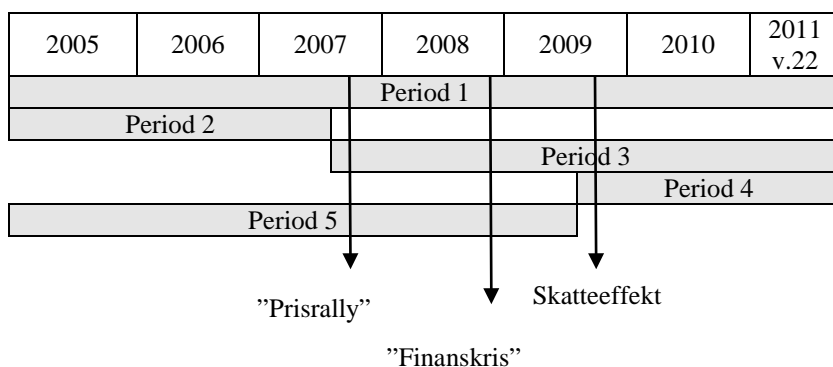 2005 2006 2007 2008 2009 2010 2011 v.22
Period 1
Period 2
Period 3
Period 4
Period 5
”Prisrally”
Skatteeffekt
”Finanskris”